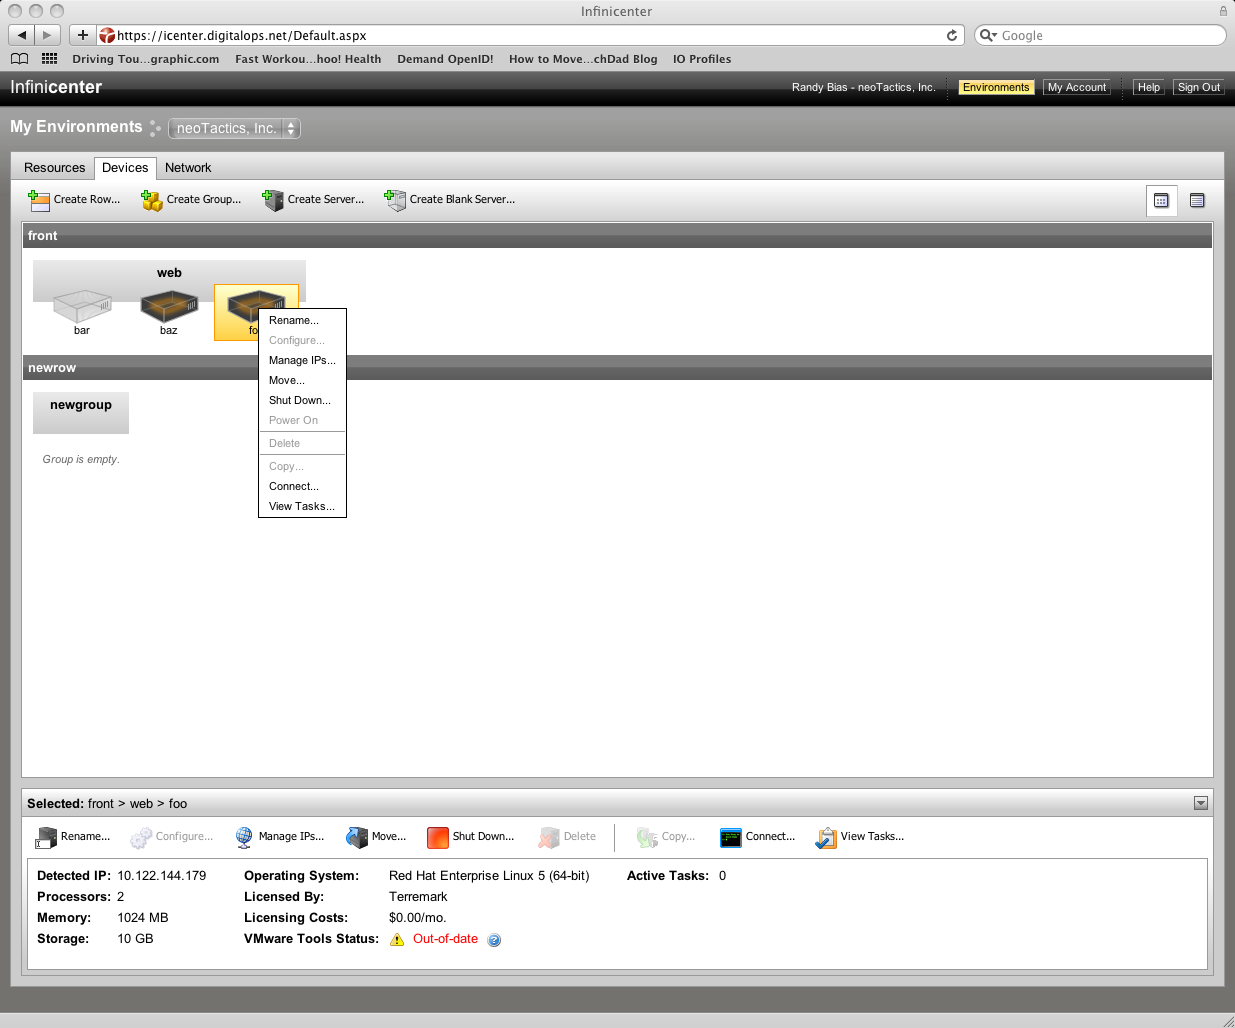 Infinicenter
https://icenter.digitalops.net/Default.aspx
Google
Driving Tou...graphic.com Fast Workou...hoo! Health Demand OpenID! How to Move...chDad Blog IO Profiles
Infinicenter
Randy Bias - neoTactics, Inc. Environments My Account Help Sign Out
My Environments neoTactics, Inc.
Resources Devices Network
Create Row... Create Group... Create Server... Create Blank Server...
front
web
bar baz fo
newrow
newgroup
Group is empty.
Rename...
Configure...
Manage IPs...
Move...
Shut Down...
Power On
Delete
Copy...
Connect...
View Tasks...
Selected: front > web > foo
Rename... Configure... Manage IPs... Move... Shut Down... Delete Copy... Connect... View Tasks...
Detected IP: 10.122.144.179 Operating System: Red Hat Enterprise Linux 5 (64-bit) Active Tasks: 0
Processors: 2 Licensed By: Terremark
Memory: 1024 MB Licensing Costs: $0.00/mo.
Storage: 10 GB VMware Tools Status: Out-of-date